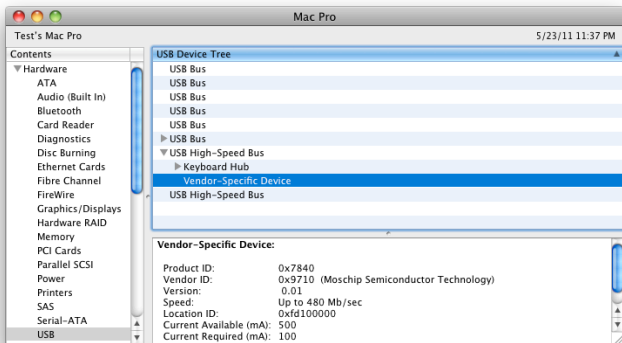 Mac Pro
Test's Mac Pro 5/23/11 11:37 PM
Contents
Hardware
ATA
Audio (Built In)
Bluetooth
Card Reader
Diagnostics
Disc Burning
Ethernet Cards
Fibre Channel
FireWire
Graphics/Displays
Hardware RAID
Memory
PCI Cards
Parallel SCSI
Power
Printers
SAS
Serial-ATA
USB
USB Device Tree
USB Bus
USB Bus
USB Bus
USB Bus
USB Bus
USB Bus
USB High-Speed Bus
Keyboard Hub
Vendor-Specific Device
USB High-Speed Bus
Vendor-Specific Device:
Product ID: 0x7840
Vendor ID: 0x9710 (Moschip Semiconductor Technology)
Version: 0.01
Speed: Up to 480 Mb/sec
Location ID: 0xfd100000
Current Available (mA): 500
Current Required (mA): 100